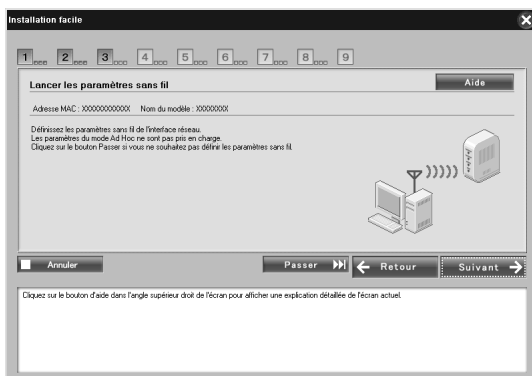 Installation facile
1 2 3 4 5 6 7 8 9
Lancer les paramètres sans fil
Aide
Adresse MAC : XXXXXXXXXXXX Nom du modèle : XXXXXXXX
Définissez les paramètres sans fil de l'interface réseau.
Les paramètres du mode Ad Hoc ne sont pas pris en charge.
Cliquez sur le bouton Passer si vous ne souhaitez pas définir les paramètres sans fil.
Annuler
Passer
Retour
Suivant
Cliquez sur le bouton d'aide dans l'angle supérieur droit de l'écran pour afficher une explication détaillée de l'écran actuel.